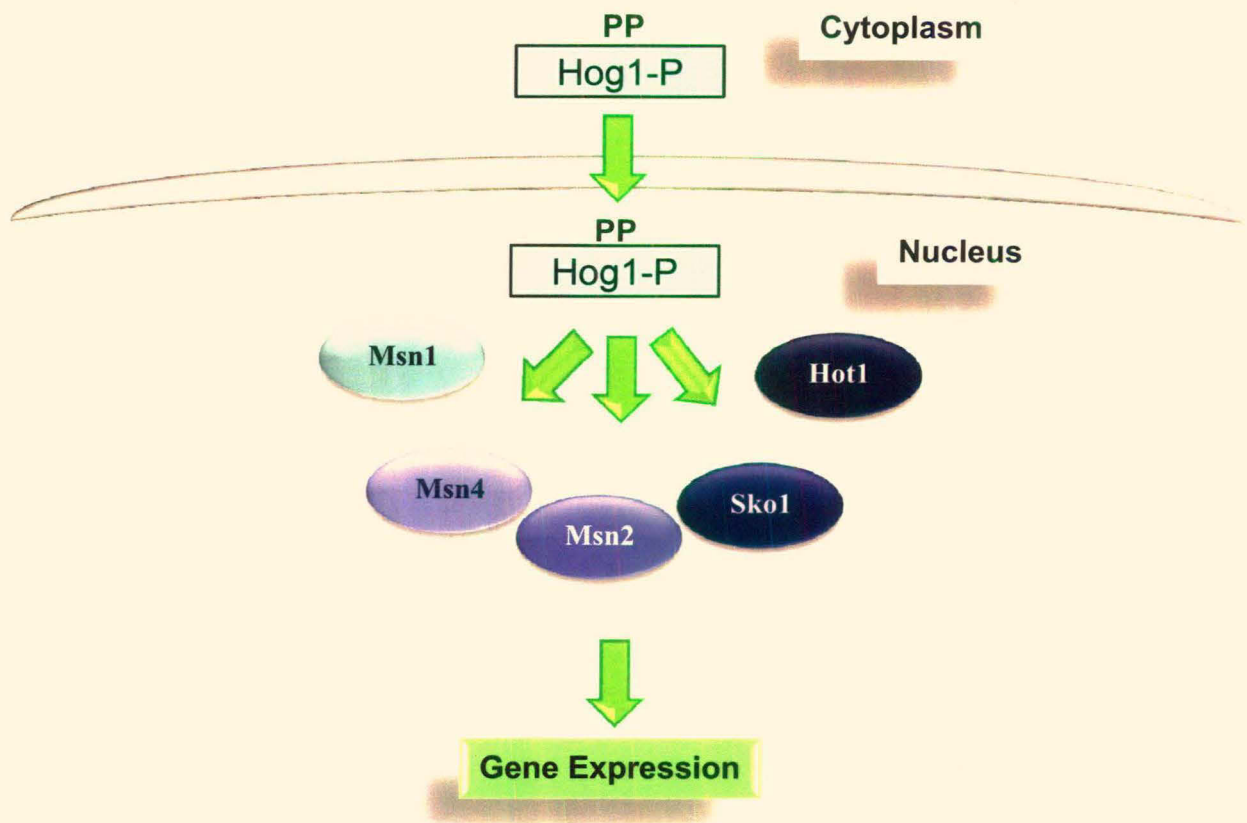 PP
Hog1-P
Cytoplasm
PP
Hog1-P
Nucleus
Msn1
Hot1
Msn4
Msn2
Sko1
Gene Expression